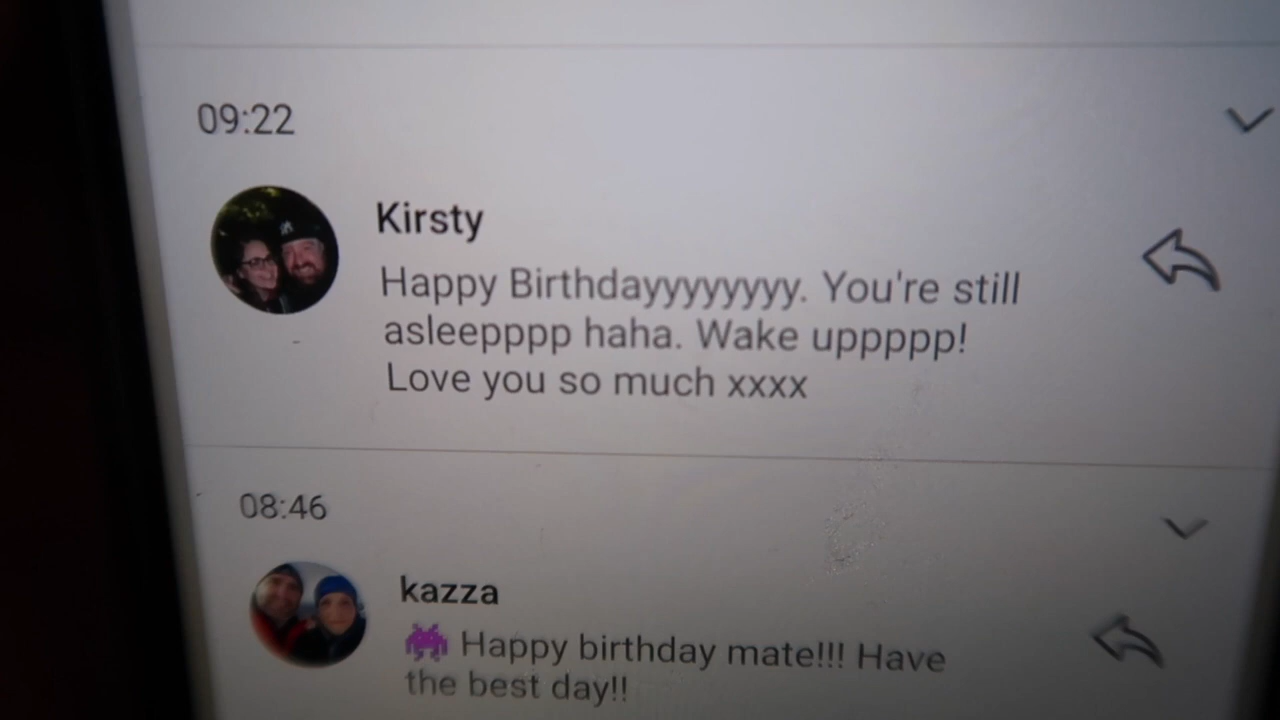 09:22
Kirsty
Happy Birthdayyyyyyyy. You're still
asleepppp haha. Wake uppppp!
Love you so much xxxx
08:46
kazza
👾 Happy birthday mate!!! Have
the best day!!